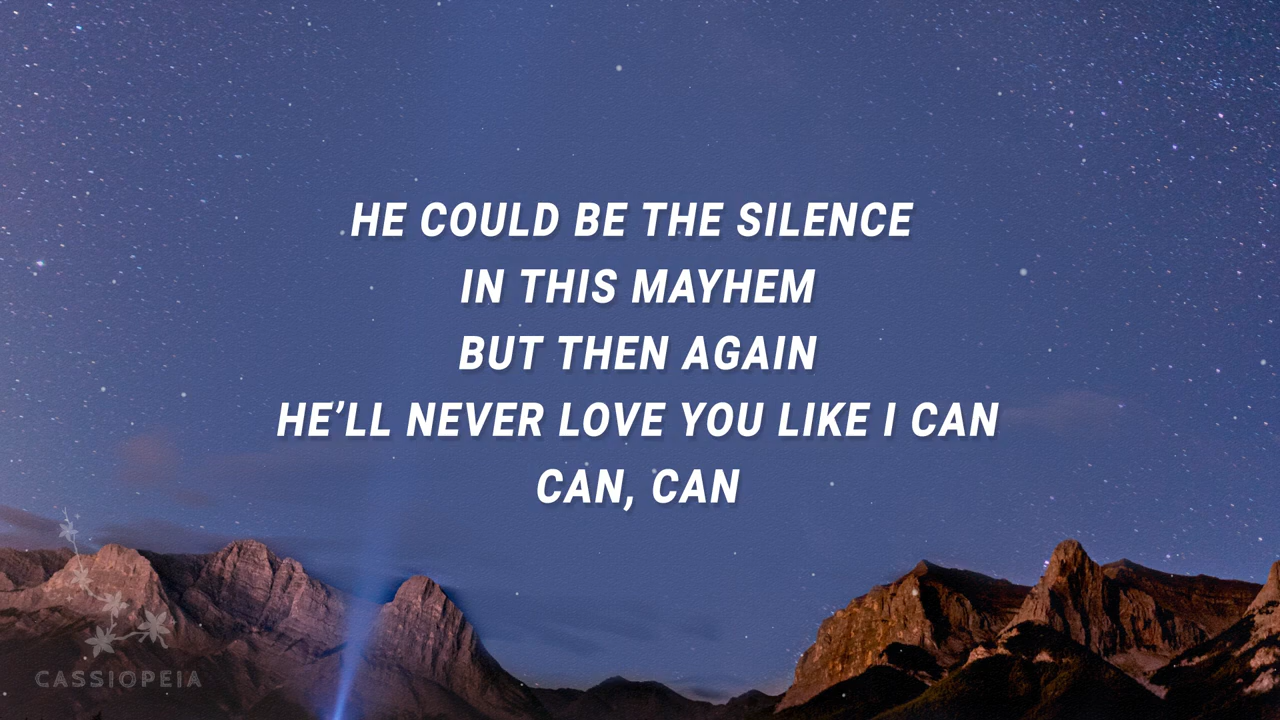 HE COULD BE THE SILENCE
IN THIS MAYHEM
BUT THEN AGAIN
HE’LL NEVER LOVE YOU LIKE I CAN
CAN, CAN
CASSIOPEIA